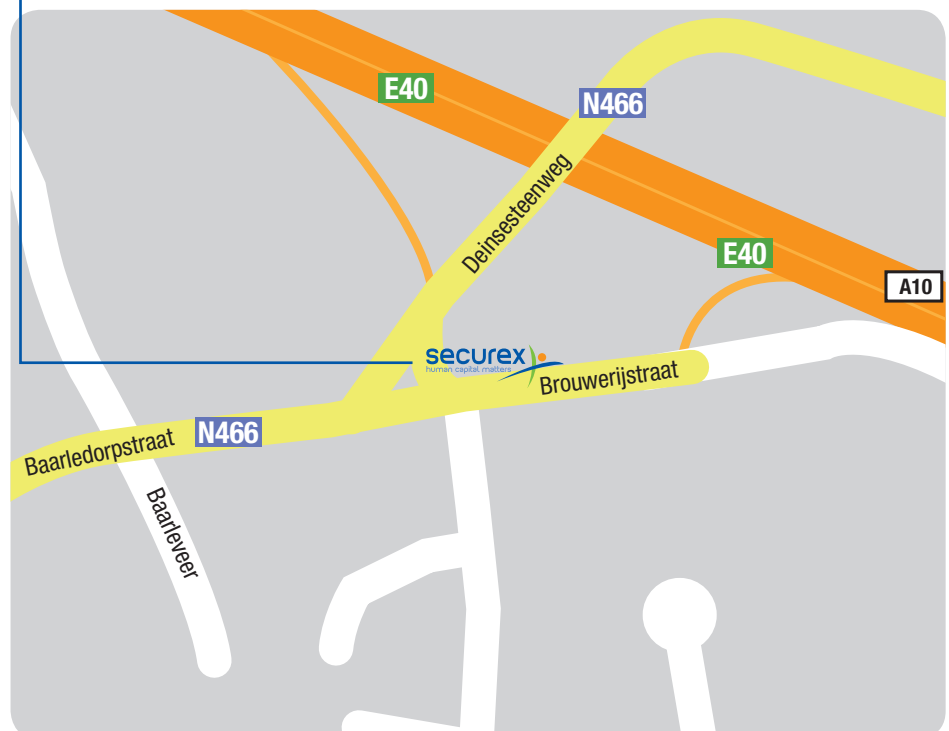 E40
N466
Deinsesteenweg
E40
A10
securex
human capital matters
Brouwerijstraat
N466
Baarledorpstraat
Baarleveer